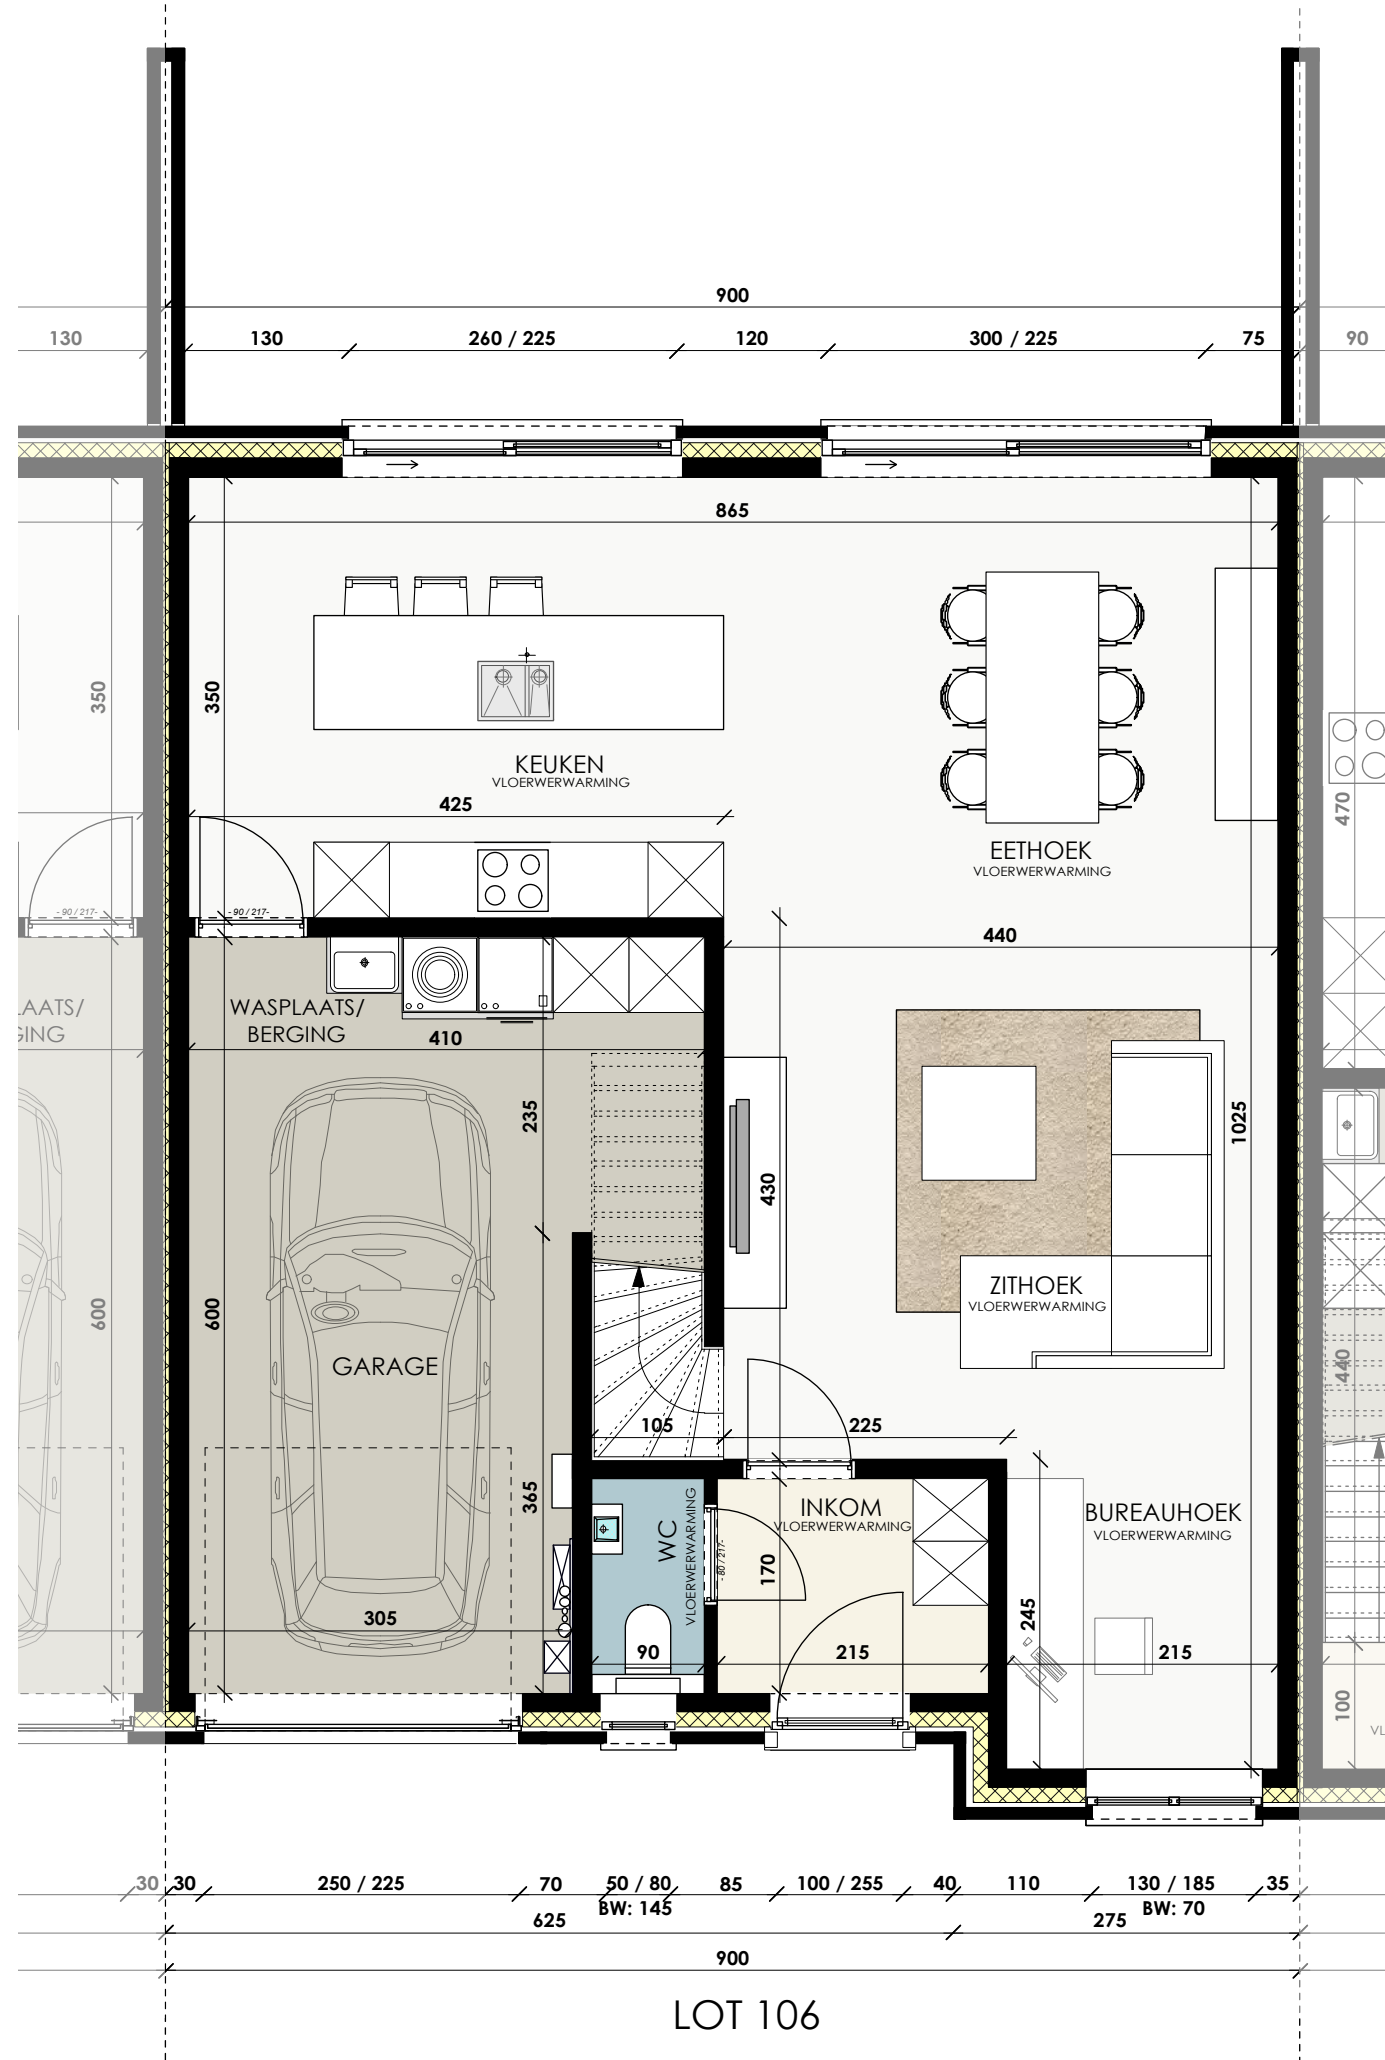 900
130
130
260 / 225
120
300 / 225
75
90
865
350
350
KEUKEN
VLOERWERWARMING
425
470
EETHOEK
VLOERWERWARMING
- 90 / 217-
- 90 / 217-
440
LAATS/
GING
WASPLAATS/
BERGING
410
235
1025
430
600
600
ZITHOEK
VLOERWERWARMING
GARAGE
440
105
225
365
WC
VLOERWERWARMING
INKOM
VLOERWERWARMING
BUREAUHOEK
VLOERWERWARMING
- 80 / 217-
170
245
305
90
215
215
100
VL
30
30
250 / 225
70
50 / 80
BW: 145
85
100 / 255
40
110
130 / 185
BW: 70
35
625
275
900
LOT 106